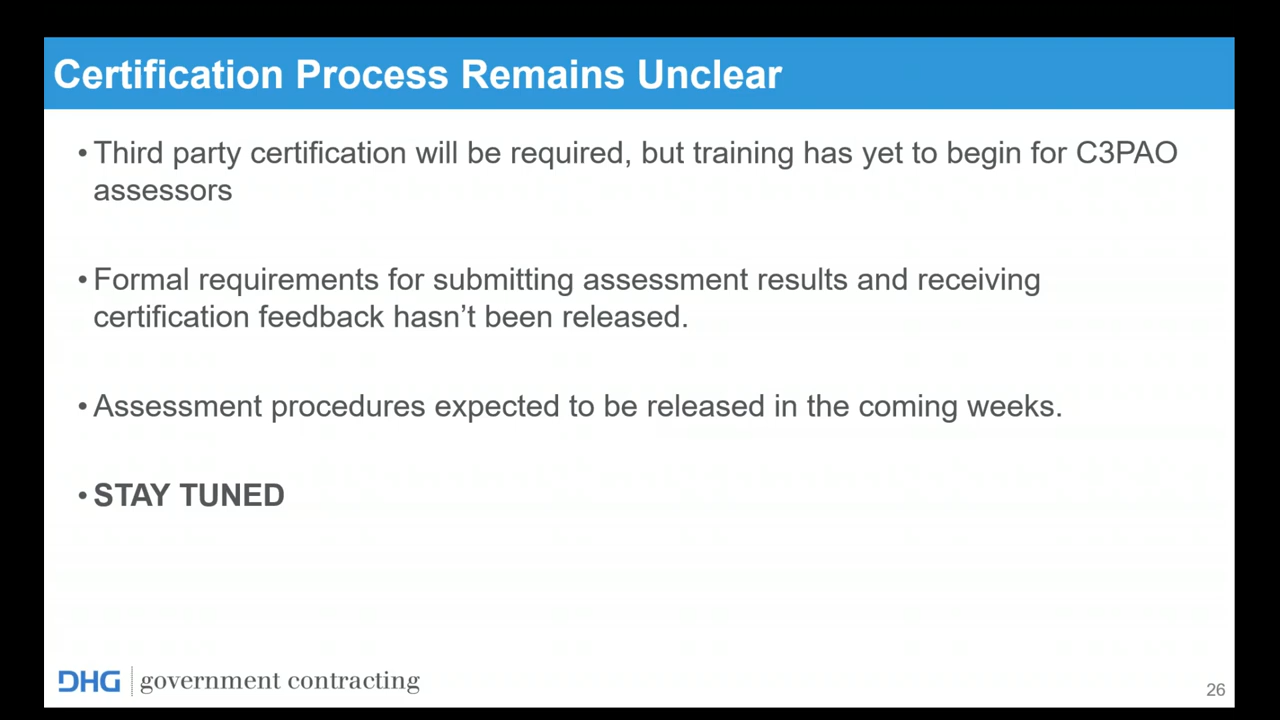 Certification Process Remains Unclear
• Third party certification will be required, but training has yet to begin for C3PAO
assessors
• Formal requirements for submitting assessment results and receiving
certification feedback hasn’t been released.
• Assessment procedures expected to be released in the coming weeks.
• STAY TUNED
DHG | government contracting
26